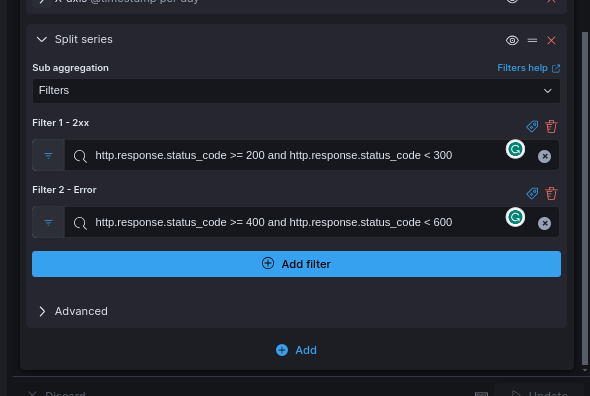 X-axis @timestamp per day
Split series
Sub aggregation
Filters help
Filters
Filter 1 - 2xx
http.response.status_code >= 200 and http.response.status_code < 300
Filter 2 - Error
http.response.status_code >= 400 and http.response.status_code < 600
Add filter
Advanced
Add
Discard
Update